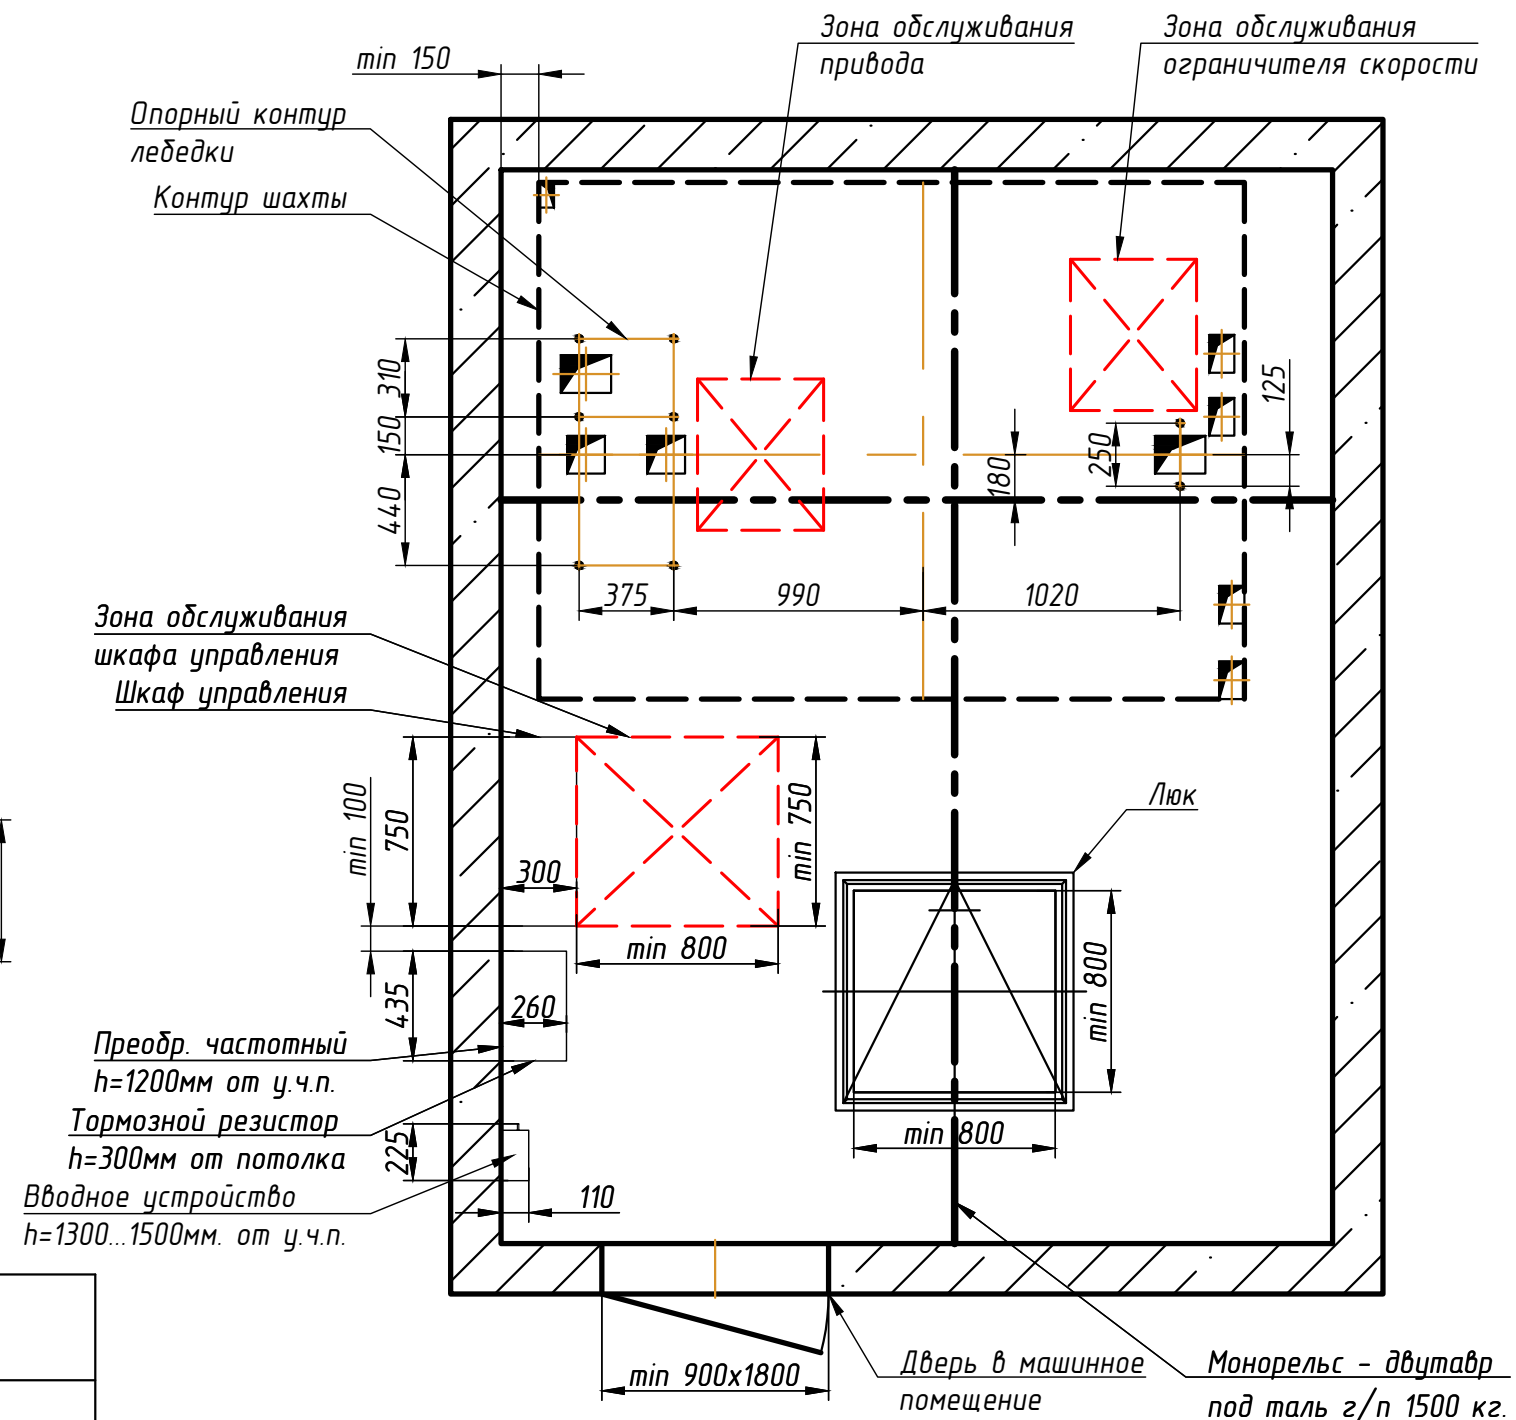 Зона обслуживания
привода
Зона обслуживания
ограничителя скорости
min 150
Опорный контур
лебедки
Контур шахты
310
150
440
125
250
180
375
990
1020
Зона обслуживания
шкафа управления
Шкаф управления
min 100
750
300
min 750
min 800
Люк
435
260
min 800
min 800
Преобр. частотный
h=1200мм от у.ч.п.
Тормозной резистор
h=300мм от потолка
225
Вводное устройство
h=1300...1500мм. от у.ч.п.
110
min 900x1800
Дверь в машинное
помещение
Монорельс - двутавр
под таль г/п 1500 кг.